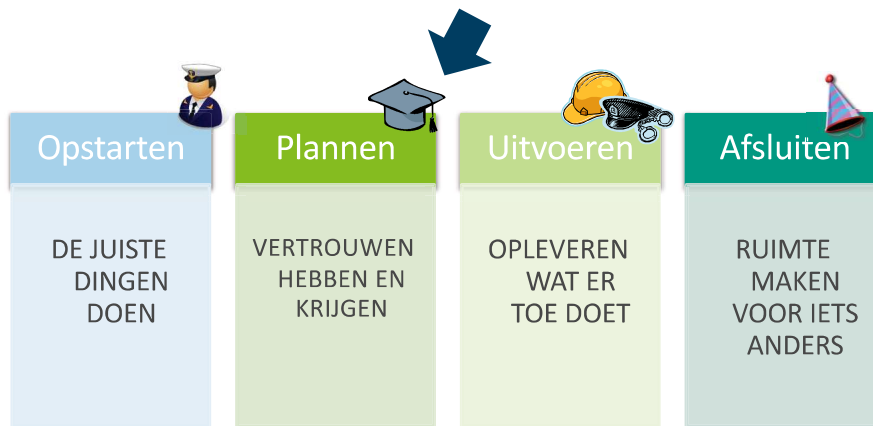 Opstarten
DE JUISTE
DINGEN
DOEN
Plannen
VERTROUWEN
HEBBEN EN
KRIJGEN
Uitvoeren
OPLEVEREN
WAT ER
TOE DOET
Afsluiten
RUIMTE
MAKEN
VOOR IETS
ANDERS